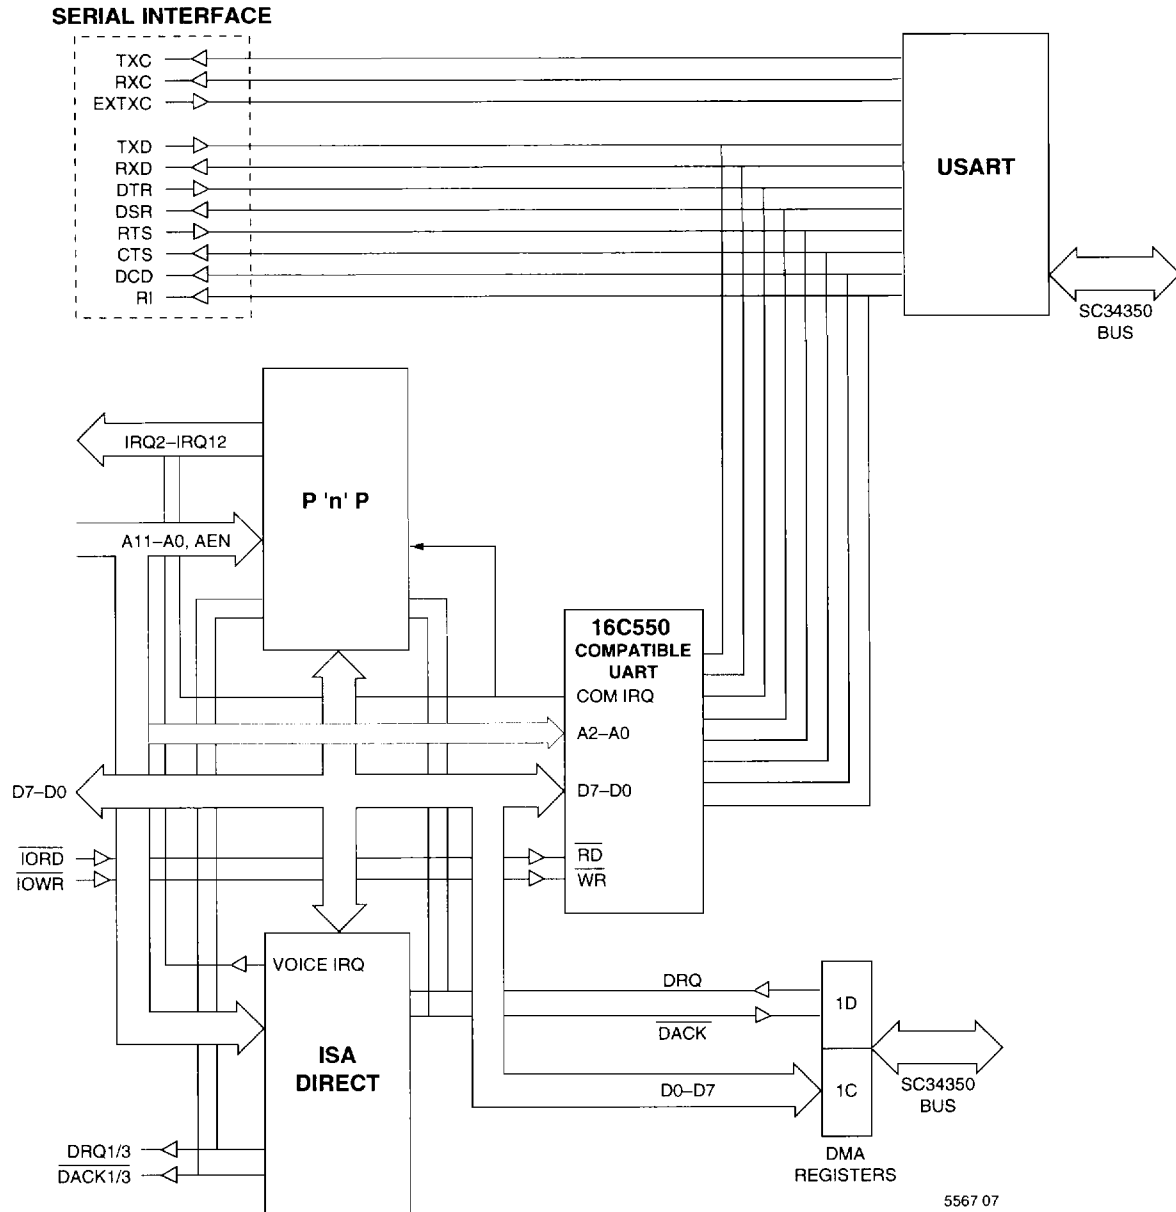 SERIAL INTERFACE
TXC
RXC
EXTXC
TXD
RXD
DTR
DSR
RTS
CTS
DCD
RI
USART
SC34350
BUS
IRQ2–IRQ12
P 'n' P
A11–A0, AEN
16C550
COMPATIBLE
UART
COM IRQ
A2–A0
D7–D0
D7–D0
IORD
IOWR
RD
WR
VOICE IRQ
ISA
DIRECT
DRQ
DACK
D0–D7
1D
1C
SC34350
BUS
DMA
REGISTERS
DRQ1/3
DACK1/3
5567 07